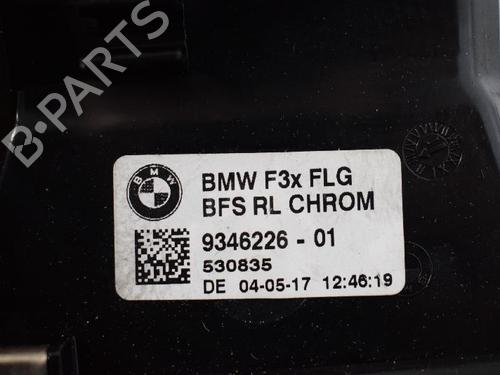 B-PARTS
BMW
BMW F3x FLG
BFS RL CHROM
9346226 - 01
530835
DE 04-05-17 12:46:19